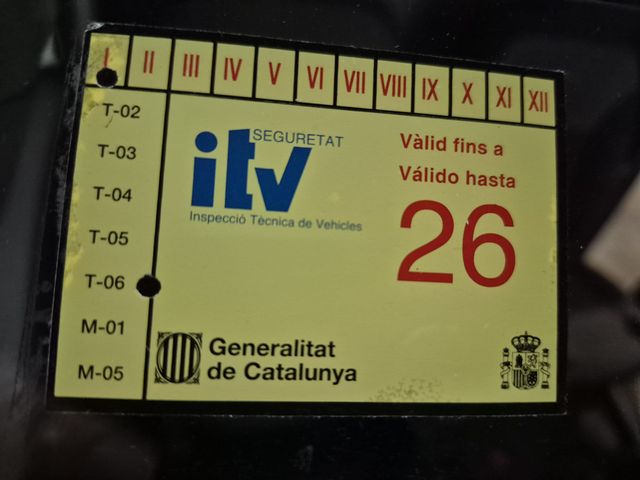 I II III IV V VI VII VIII IX X XI XII
T-02
T-03
T-04
T-05
T-06
M-01
M-05
SEGURETAT
itv
Inspecció Tècnica de Vehicles
Vàlid fins a
Válido hasta
26
Generalitat
de Catalunya